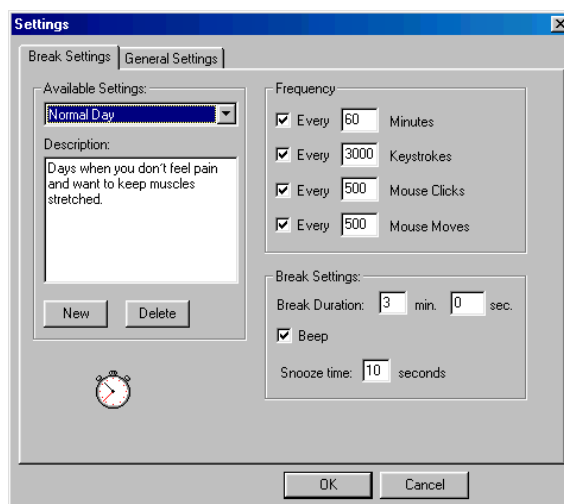 Settings
Break Settings General Settings
Available Settings:
Normal Day
Description:
Days when you don´t feel pain
and want to keep muscles
stretched.
New Delete
Frequency
Every 60 Minutes
Every 3000 Keystrokes
Every 500 Mouse Clicks
Every 500 Mouse Moves
Break Settings:
Break Duration: 3 min. 0 sec.
Beep
Snooze time: 10 seconds
OK Cancel